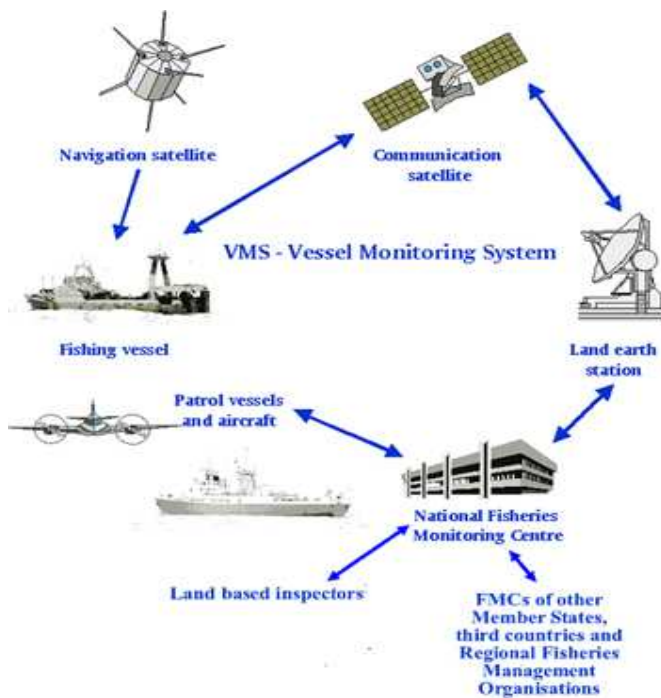 Navigation satellite
Communication
satellite
VMS - Vessel Monitoring System
Fishing vessel
Land earth
station
Patrol vessels
and aircraft
National Fisheries
Monitoring Centre
Land based inspectors
FMCs of other
Member States,
third countries and
Regional Fisheries
Management
Organisations